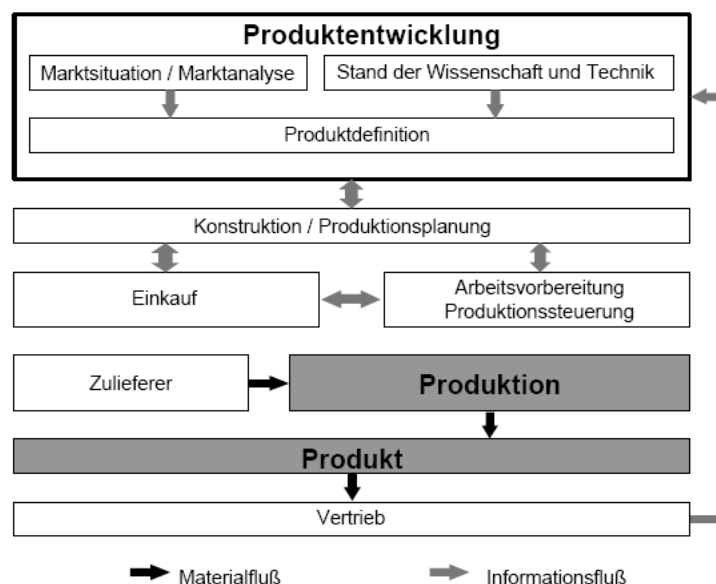 Produktentwicklung
Marktsituation / Marktanalyse
Stand der Wissenschaft und Technik
Produktdefinition
Konstruktion / Produktionsplanung
Einkauf
Arbeitsvorbereitung
Produktionssteuerung
Zulieferer
Produktion
Produkt
Vertrieb
Materialfluß
Informationsfluß